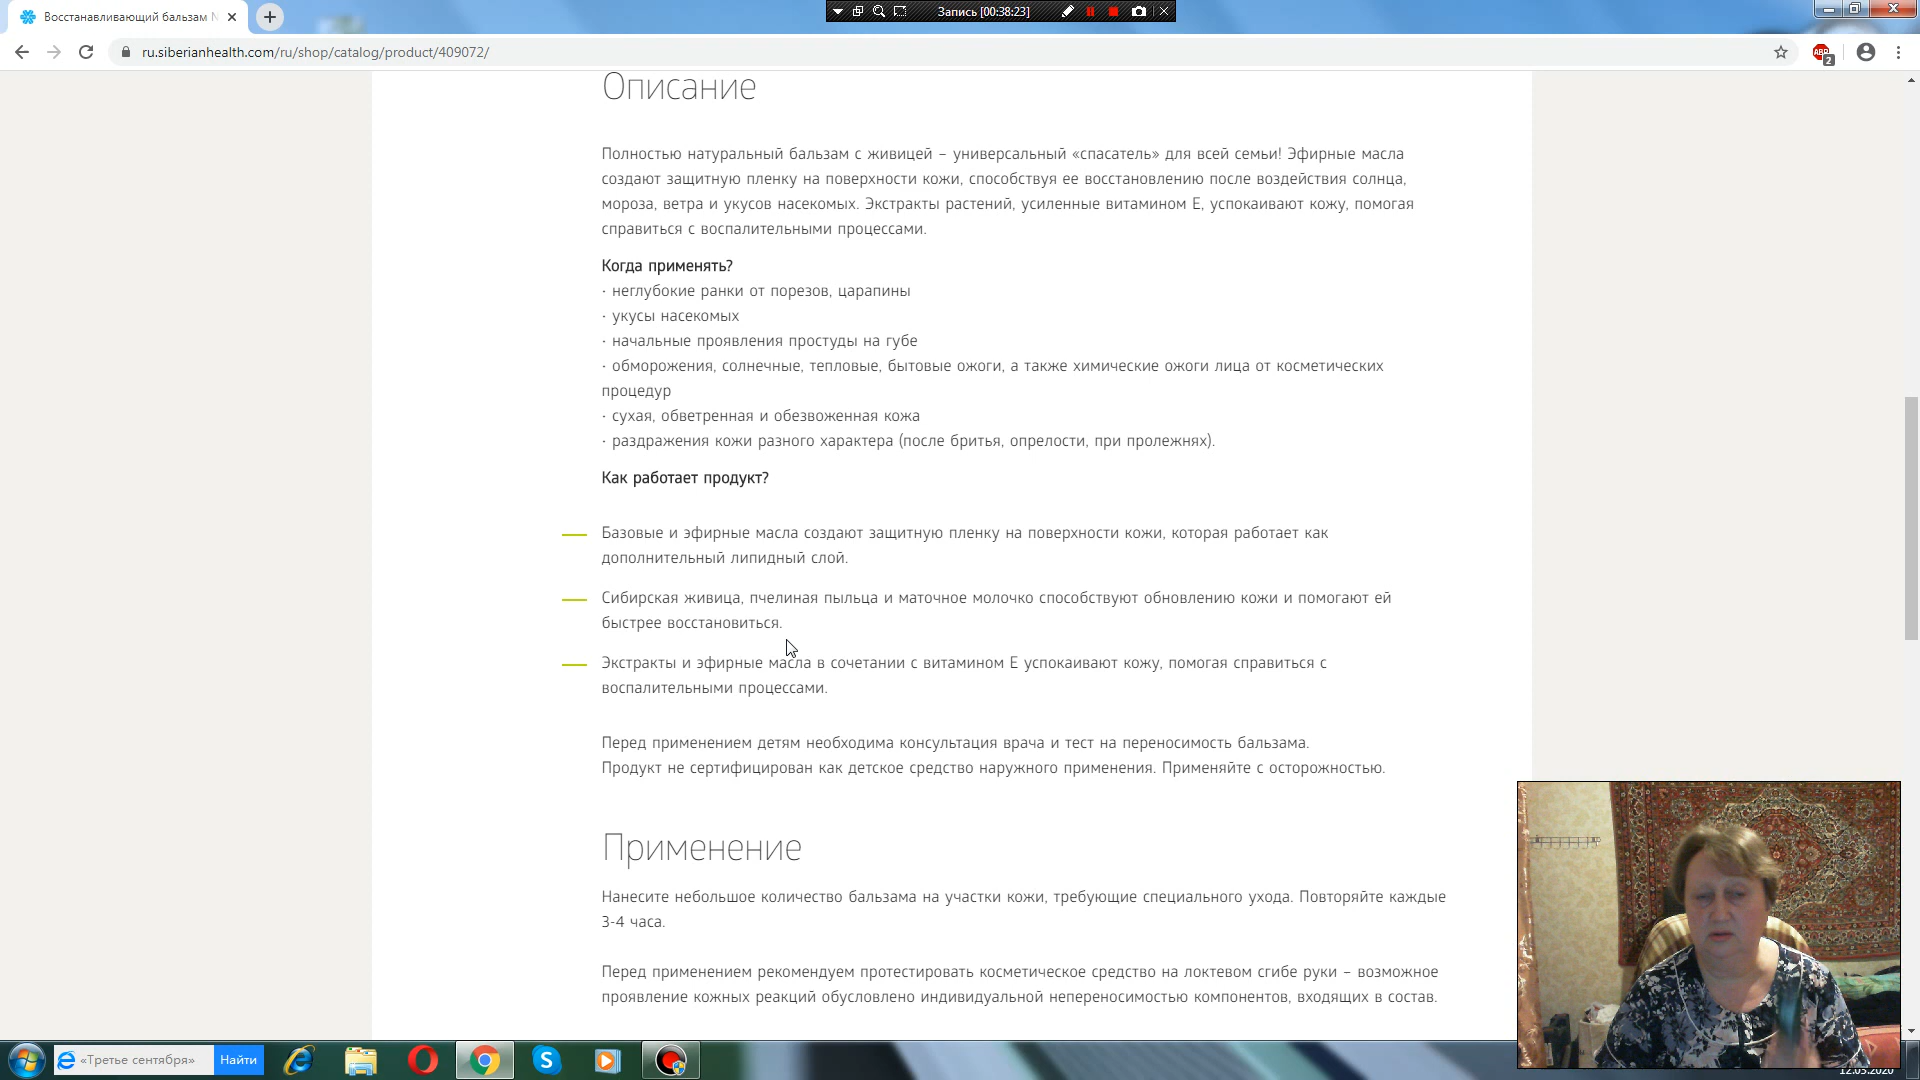 Восстанавливающий бальзам
Запись [00:38:23]
ru.siberianhealth.com/ru/shop/catalog/product/409072/
ABP
2
Описание
Полностью натуральный бальзам с живицей – универсальный «спасатель» для всей семьи! Эфирные масла
создают защитную пленку на поверхности кожи, способствуя ее восстановлению после воздействия солнца,
мороза, ветра и укусов насекомых. Экстракты растений, усиленные витамином Е, успокаивают кожу, помогая
справиться с воспалительными процессами.
Когда применять?
· неглубокие ранки от порезов, царапины
· укусы насекомых
· начальные проявления простуды на губе
· обморожения, солнечные, тепловые, бытовые ожоги, а также химические ожоги лица от косметических
процедур
· сухая, обветренная и обезвоженная кожа
· раздражения кожи разного характера (после бритья, опрелости, при пролежнях).
Как работает продукт?
Базовые и эфирные масла создают защитную пленку на поверхности кожи, которая работает как
дополнительный липидный слой.
Сибирская живица, пчелиная пыльца и маточное молочко способствуют обновлению кожи и помогают ей
быстрее восстановиться.
Экстракты и эфирные масла в сочетании с витамином Е успокаивают кожу, помогая справиться с
воспалительными процессами.
Перед применением детям необходима консультация врача и тест на переносимость бальзама.
Продукт не сертифицирован как детское средство наружного применения. Применяйте с осторожностью.
Применение
Нанесите небольшое количество бальзама на участки кожи, требующие специального ухода. Повторяйте каждые
3-4 часа.
Перед применением рекомендуем протестировать косметическое средство на локтевом сгибе руки – возможное
проявление кожных реакций обусловлено индивидуальной непереносимостью компонентов, входящих в состав.
«Третье сентября»
Найти
12.05.2020